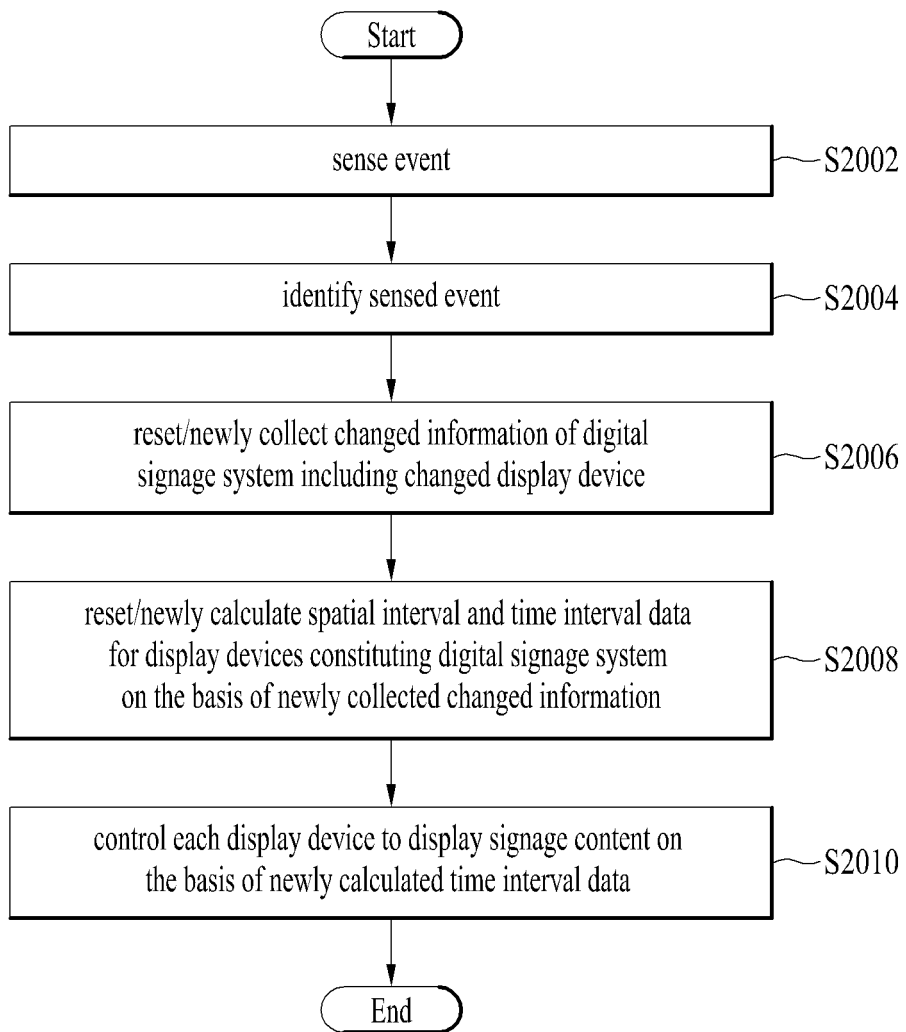 Start
sense event
S2002
identify sensed event
S2004
reset/newly collect changed information of digital
signage system including changed display device
S2006
reset/newly calculate spatial interval and time interval data
for display devices constituting digital signage system
on the basis of newly collected changed information
S2008
control each display device to display signage content on
the basis of newly calculated time interval data
S2010
End